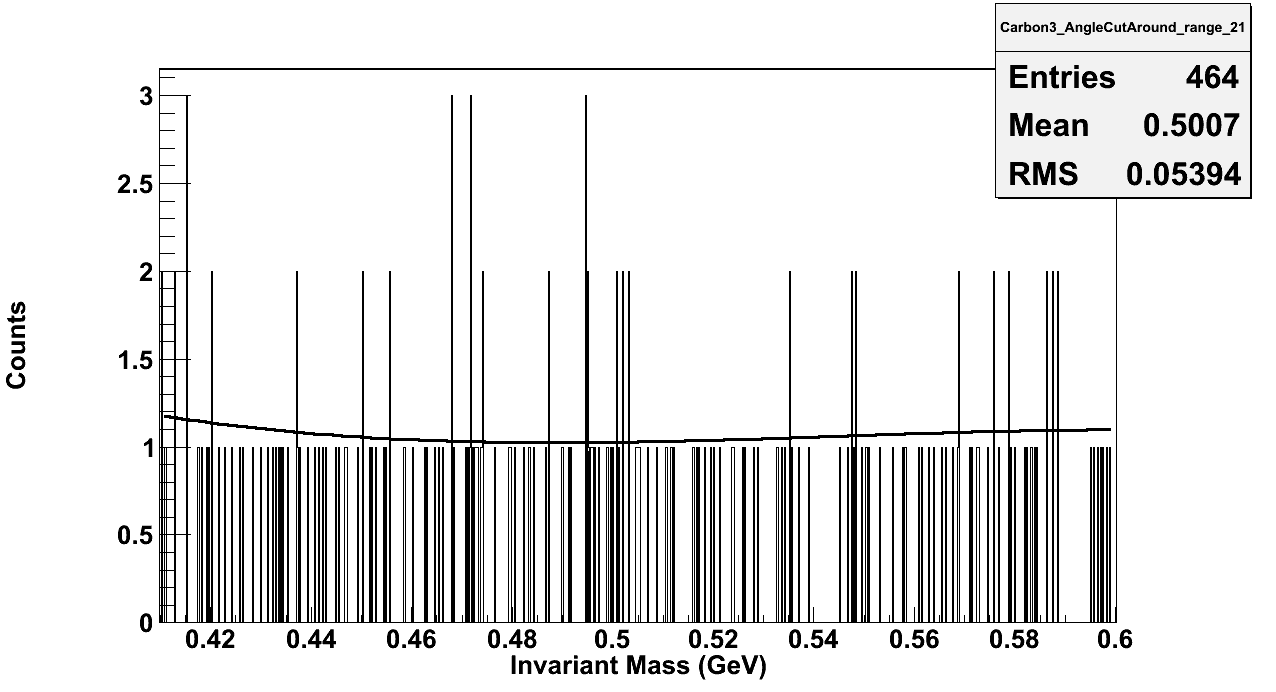 Carbon3_AngleCutAround_range_21
Entries 464
Mean 0.5007
RMS 0.05394
Counts
3
2.5
2
1.5
1
0.5
0
0.42 0.44 0.46 0.48 0.5 0.52 0.54 0.56 0.58 0.6
Invariant Mass (GeV)